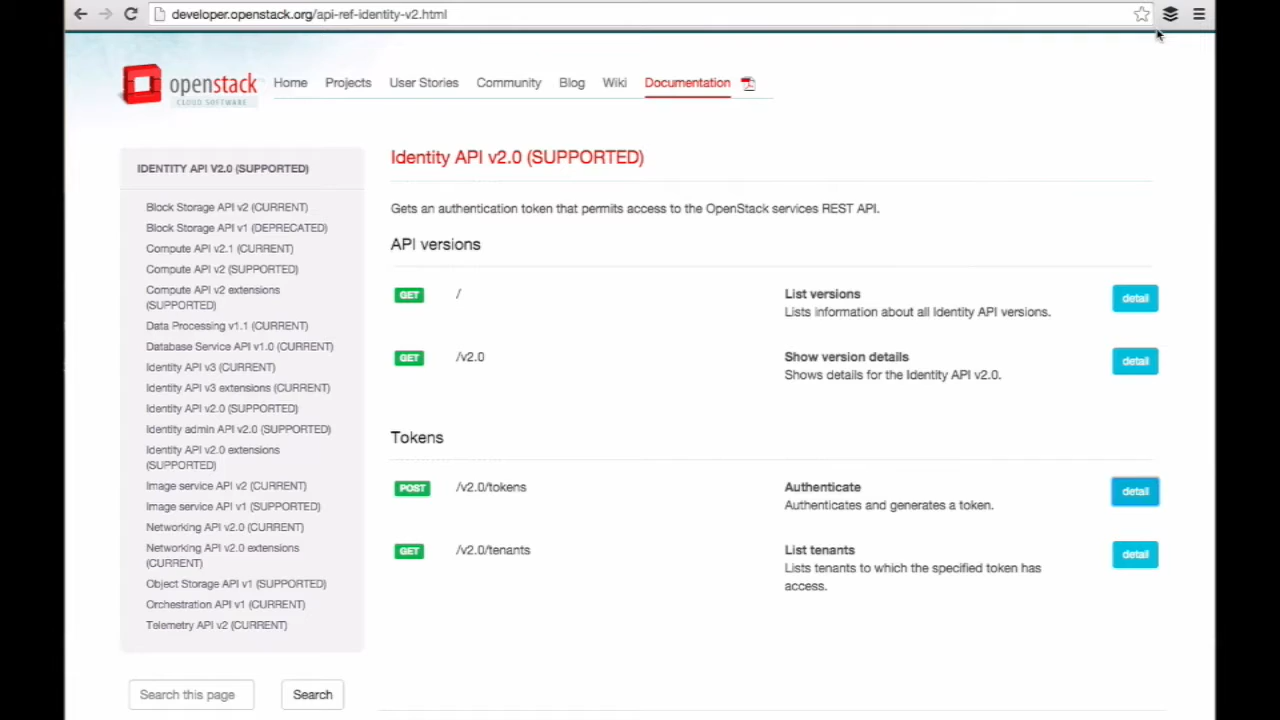 developer.openstack.org/api-ref-identity-v2.html
openstack
CLOUD SOFTWARE
Home Projects User Stories Community Blog Wiki Documentation
IDENTITY API V2.0 (SUPPORTED)
Block Storage API v2 (CURRENT)
Block Storage API v1 (DEPRECATED)
Compute API v2.1 (CURRENT)
Compute API v2 (SUPPORTED)
Compute API v2 extensions
(SUPPORTED)
Data Processing v1.1 (CURRENT)
Database Service API v1.0 (CURRENT)
Identity API v3 (CURRENT)
Identity API v3 extensions (CURRENT)
Identity API v2.0 (SUPPORTED)
Identity admin API v2.0 (SUPPORTED)
Identity API v2.0 extensions
(SUPPORTED)
Image service API v2 (CURRENT)
Image service API v1 (SUPPORTED)
Networking API v2.0 (CURRENT)
Networking API v2.0 extensions
(CURRENT)
Object Storage API v1 (SUPPORTED)
Orchestration API v1 (CURRENT)
Telemetry API v2 (CURRENT)
Search this page Search
Identity API v2.0 (SUPPORTED)
Gets an authentication token that permits access to the OpenStack services REST API.
API versions
GET / List versions detail
Lists information about all Identity API versions.
GET /v2.0 Show version details detail
Shows details for the Identity API v2.0.
Tokens
POST /v2.0/tokens Authenticate detail
Authenticates and generates a token.
GET /v2.0/tenants List tenants detail
Lists tenants to which the specified token has
access.